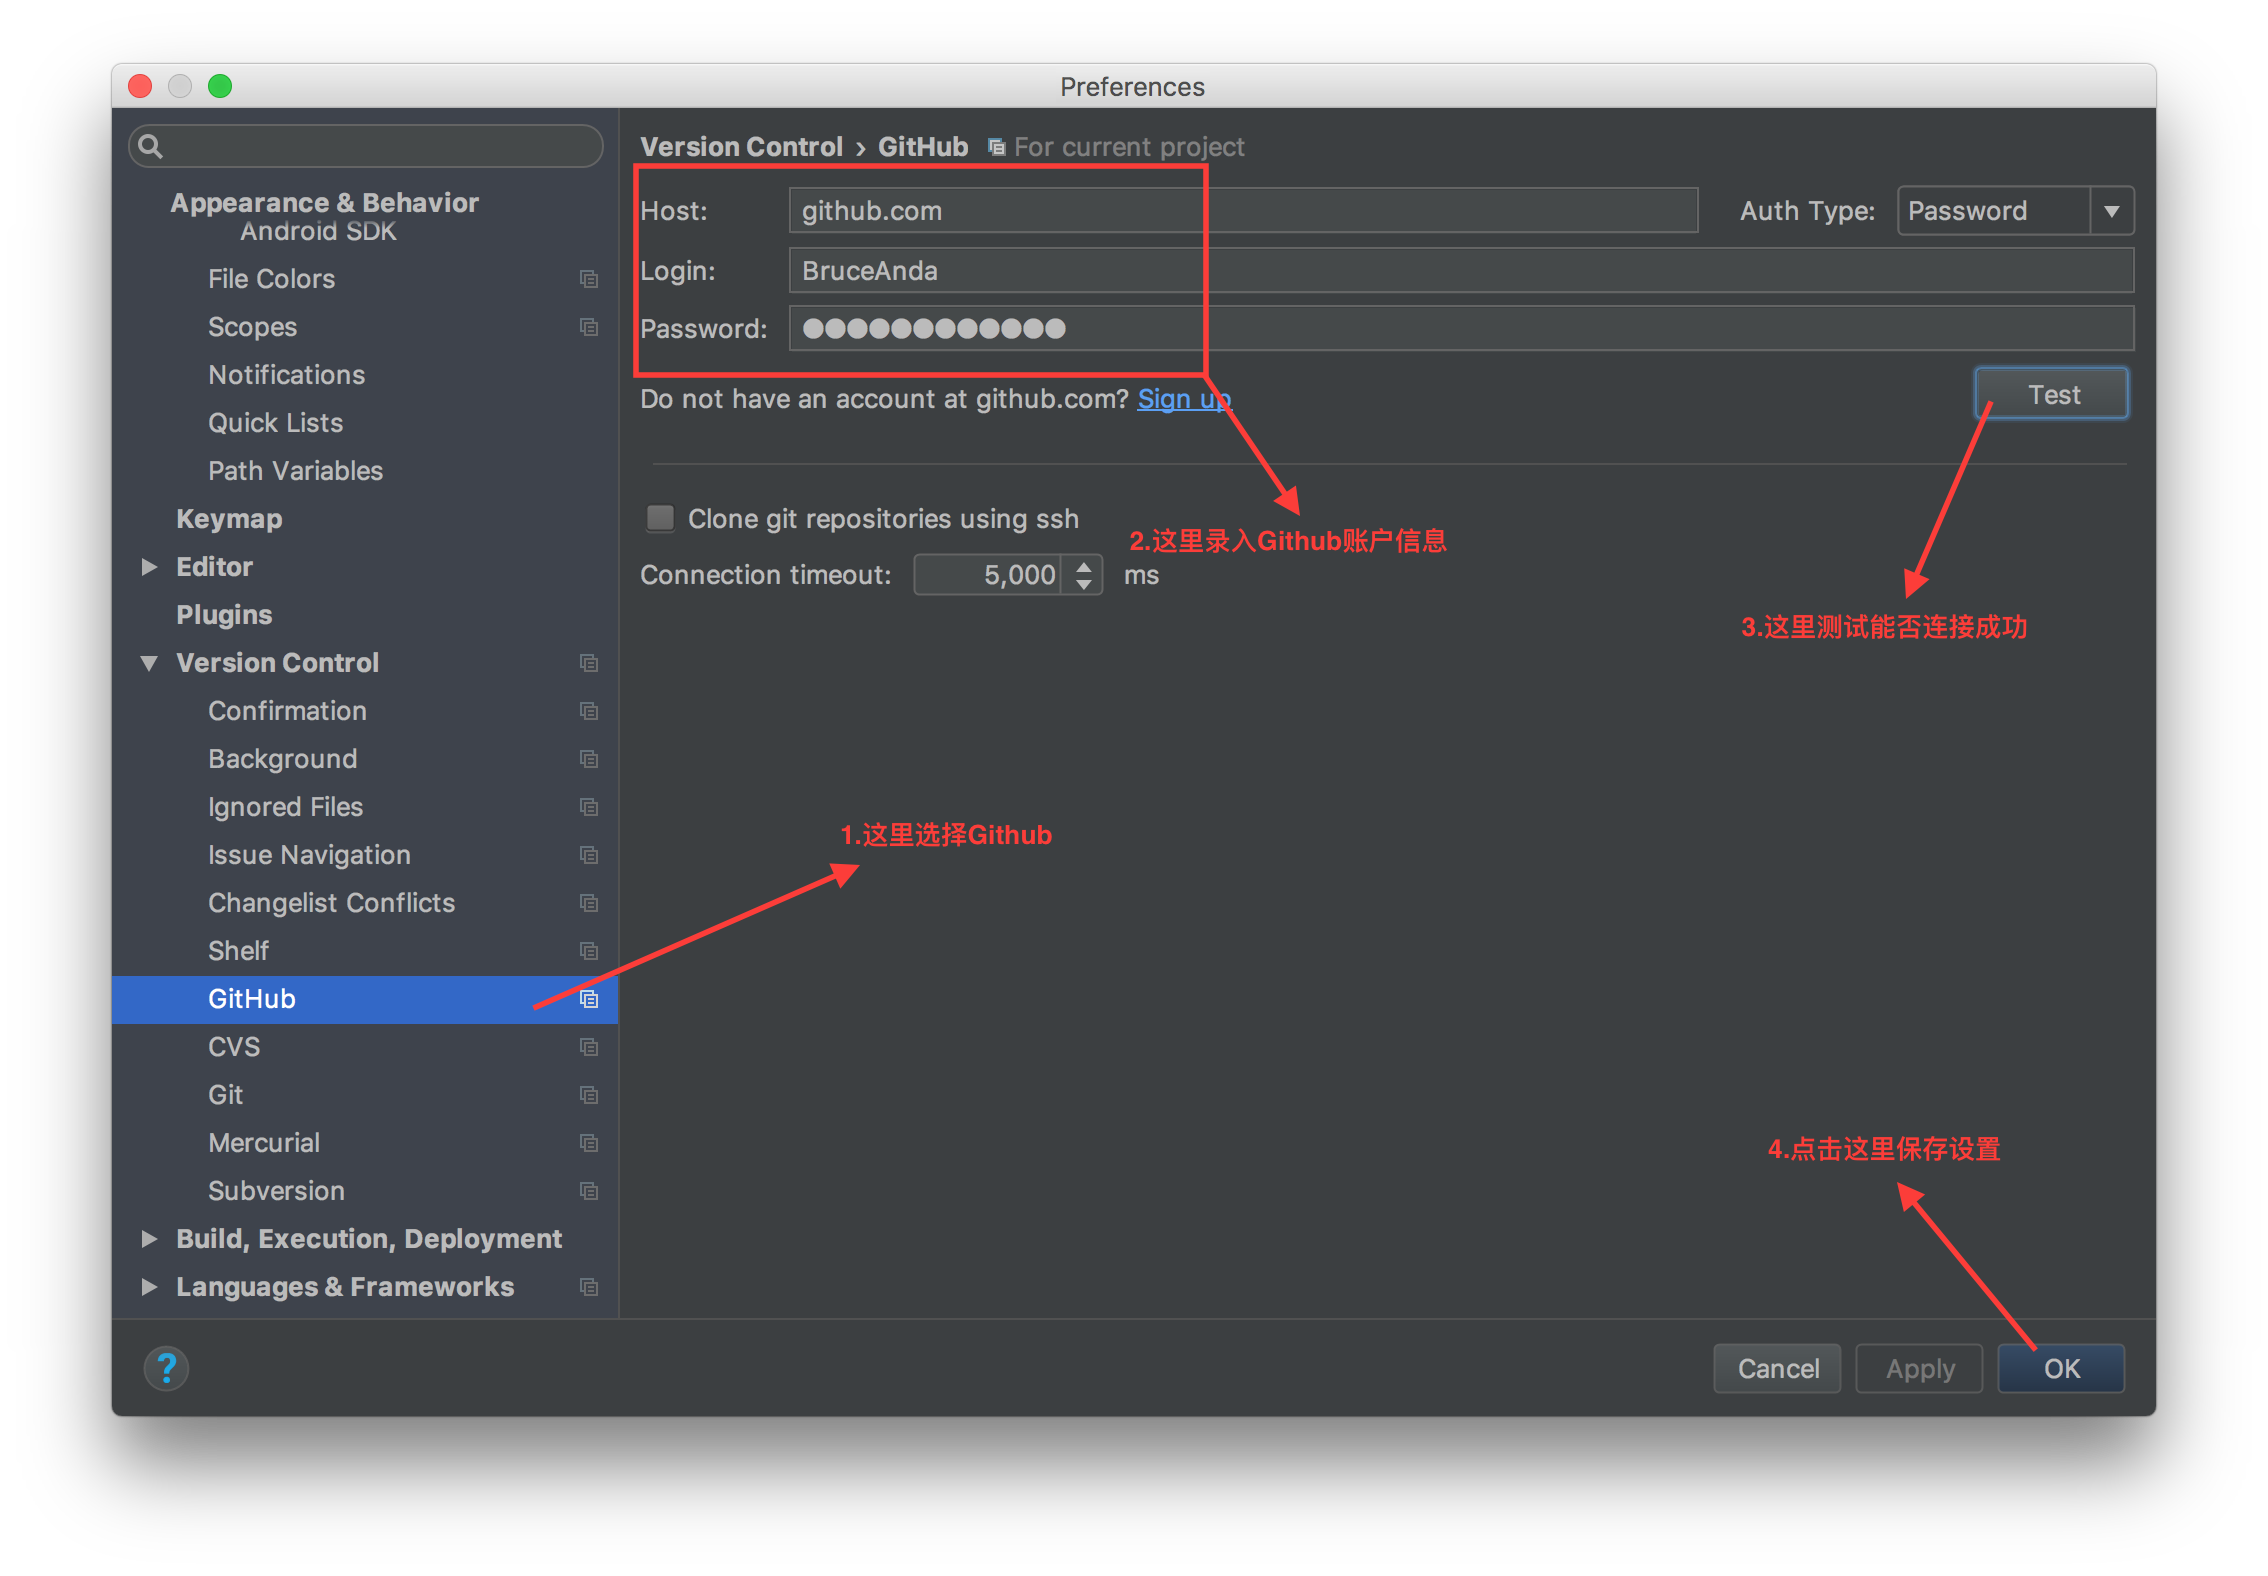 Preferences
Appearance & Behavior
Android SDK
File Colors
Scopes
Notifications
Quick Lists
Path Variables
Keymap
Editor
Plugins
Version Control
Confirmation
Background
Ignored Files
Issue Navigation
Changelist Conflicts
Shelf
GitHub
CVS
Git
Mercurial
Subversion
Build, Execution, Deployment
Languages & Frameworks
Version Control › GitHub For current project
Host: github.com Auth Type: Password
Login: BruceAnda
Password: ●●●●●●●●●●●●
Do not have an account at github.com? Sign up
Test
Clone git repositories using ssh
Connection timeout: 5,000 ms
2.这里录入Github账户信息
3.这里测试能否连接成功
1.这里选择Github
4.点击这里保存设置
?
Cancel Apply OK